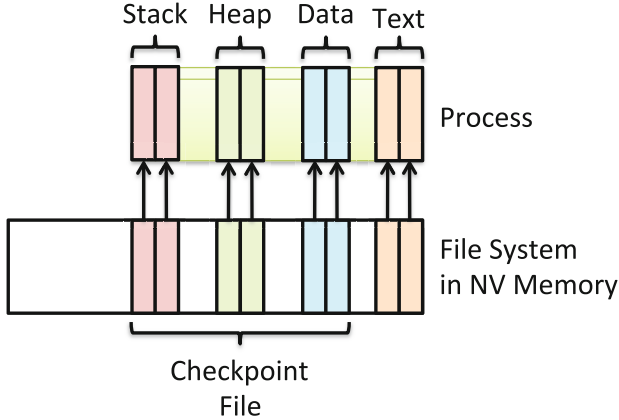 Stack Heap Data Text
Process
File System
in NV Memory
Checkpoint
File